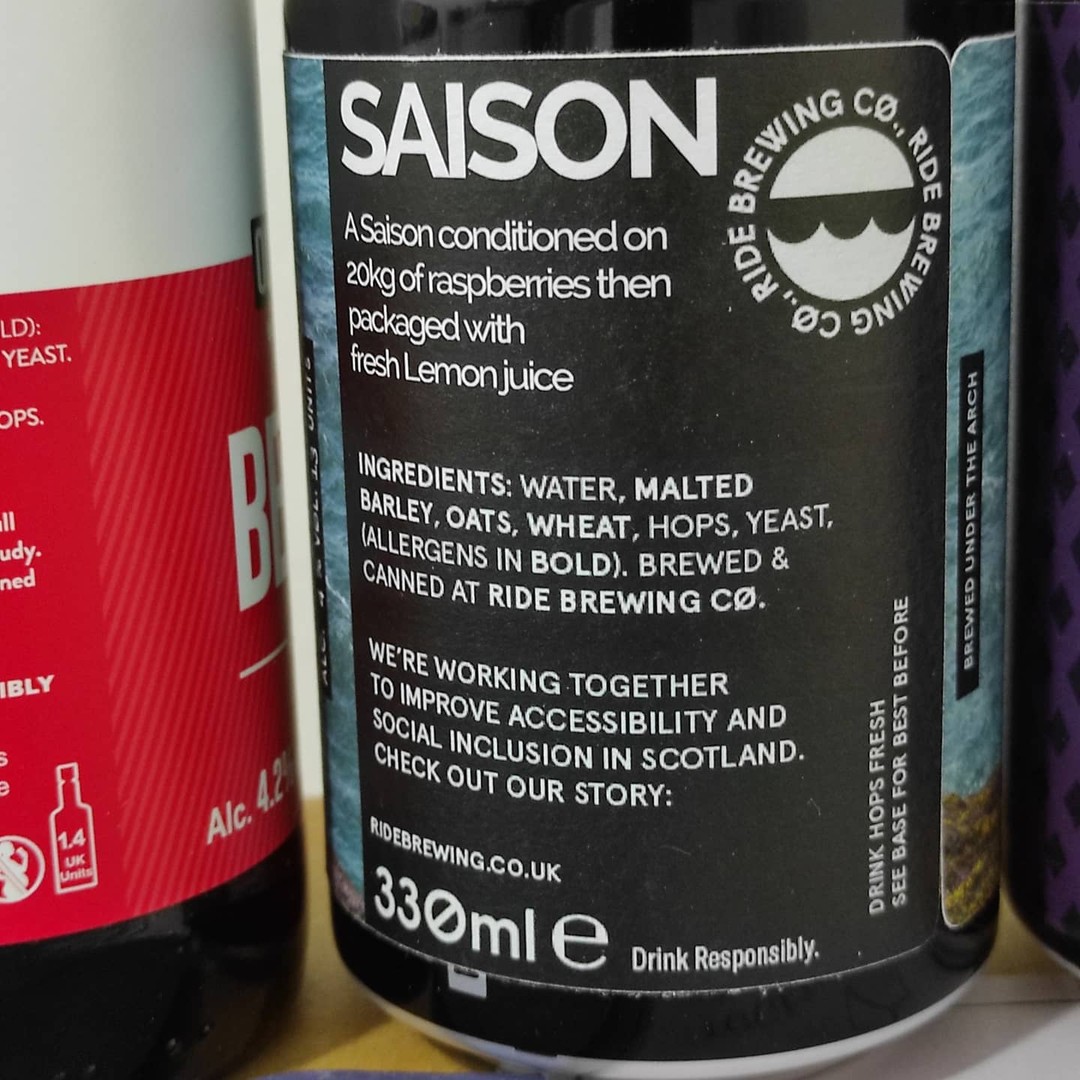 LD):
YEAST.
OPS.
all
udy.
ned
IBLY
s
e
1.4
UK
Units
BE
Alc. 4.2%
SAISON
RIDE BREWING CØ., RIDE BREWING CØ.,
A Saison conditioned on
20kg of raspberries then
packaged with
fresh Lemon juice
INGREDIENTS: WATER, MALTED
BARLEY, OATS, WHEAT, HOPS, YEAST,
(ALLERGENS IN BOLD). BREWED &
CANNED AT RIDE BREWING CØ.
WE'RE WORKING TOGETHER
TO IMPROVE ACCESSIBILITY AND
SOCIAL INCLUSION IN SCOTLAND.
CHECK OUT OUR STORY:
RIDEBREWING.CO.UK
330ml e
Drink Responsibly.
DRINK HOPS FRESH
SEE BASE FOR BEST BEFORE
BREWED UNDER THE ARCH